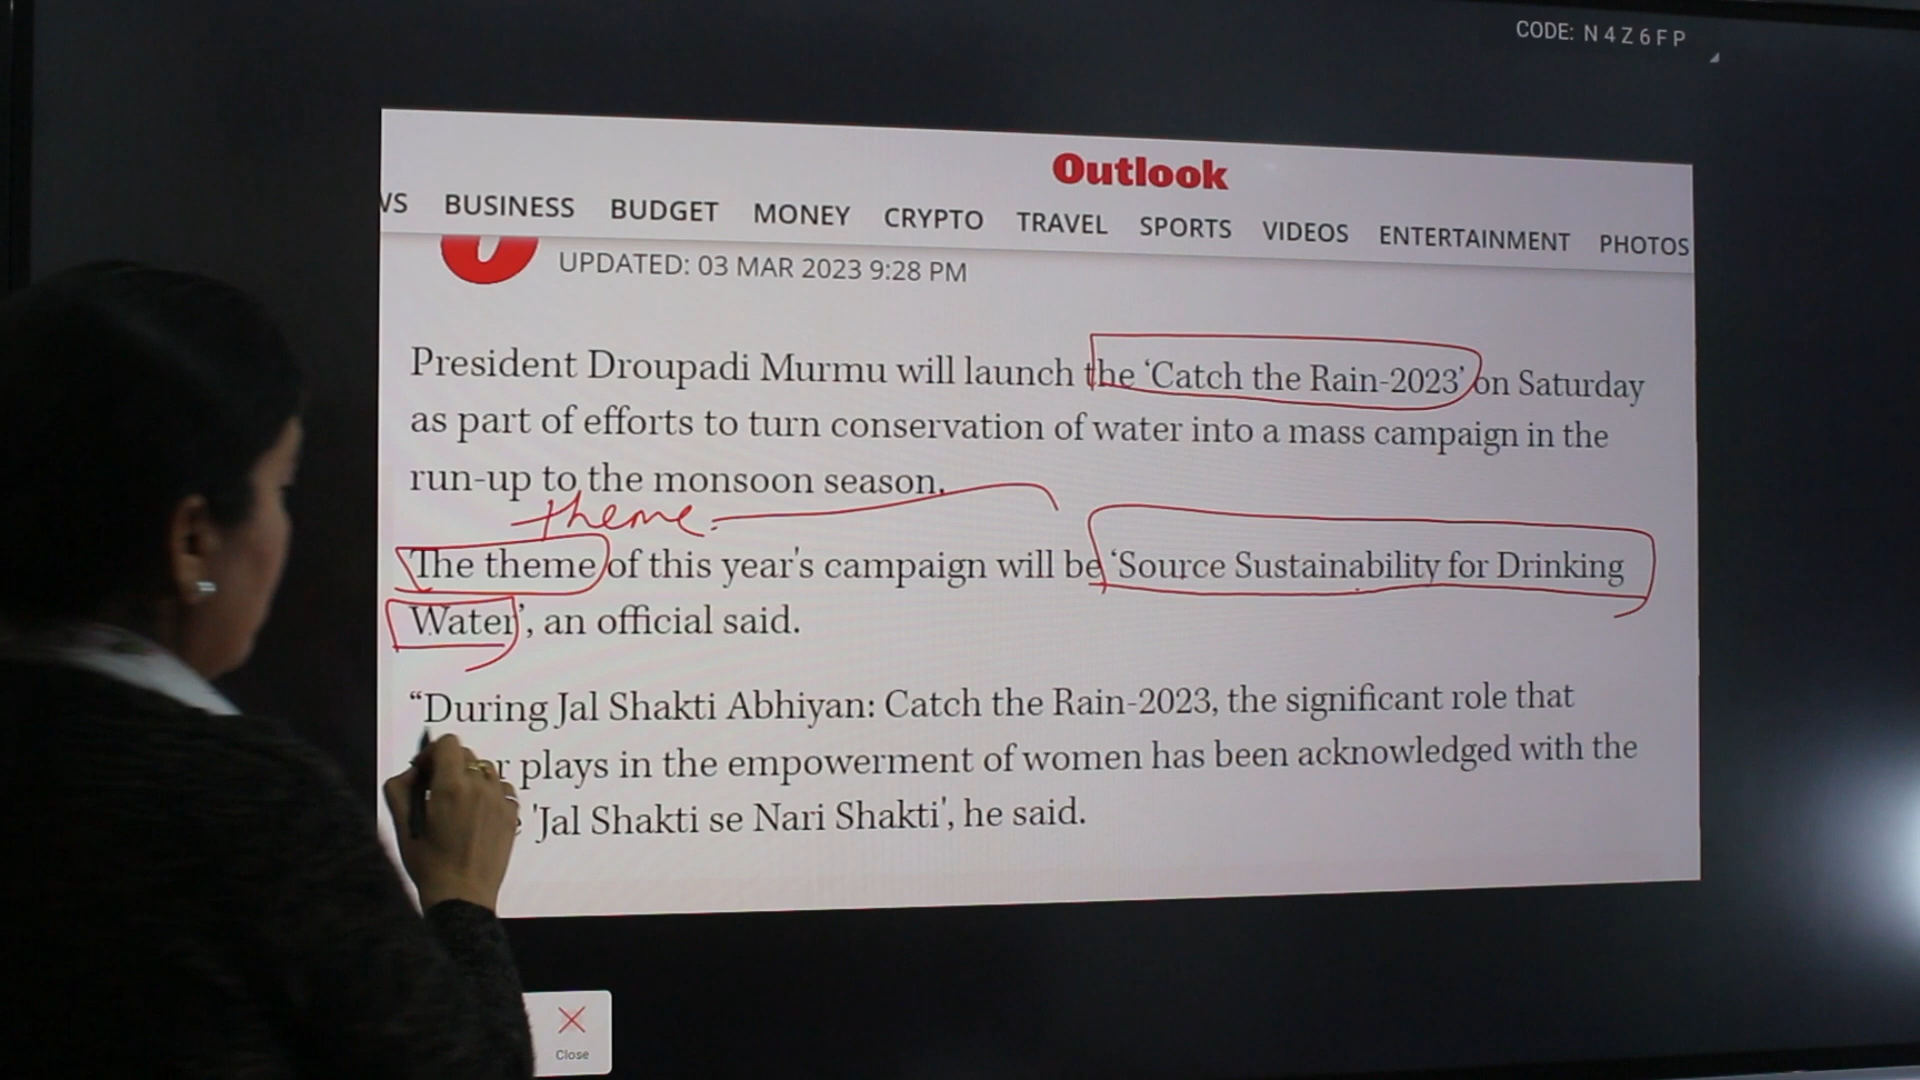 CODE: N4Z6FP
Outlook
BUSINESS BUDGET MONEY CRYPTO TRAVEL SPORTS VIDEOS ENTERTAINMENT PHOTOS
UPDATED: 03 MAR 2023 9:28 PM
President Droupadi Murmu will launch the ‘Catch the Rain-2023’ on Saturday
as part of efforts to turn conservation of water into a mass campaign in the
run-up to the monsoon season.
theme:
The theme of this year's campaign will be ‘Source Sustainability for Drinking
Water’, an official said.
“During Jal Shakti Abhiyan: Catch the Rain-2023, the significant role that
plays in the empowerment of women has been acknowledged with the
'Jal Shakti se Nari Shakti', he said.
Close